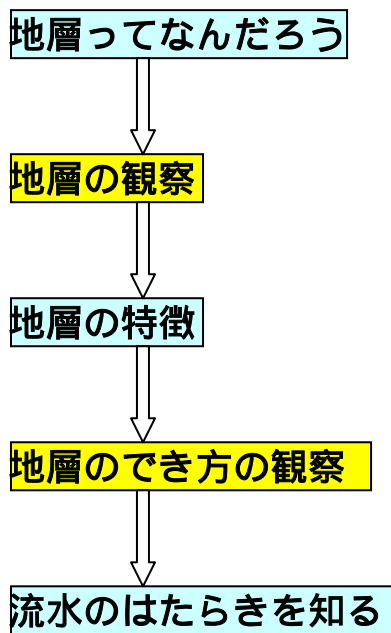 地層ってなんだろう
地層の観察
地層の特徴
地層のでき方の観察
流水のはたらきを知る